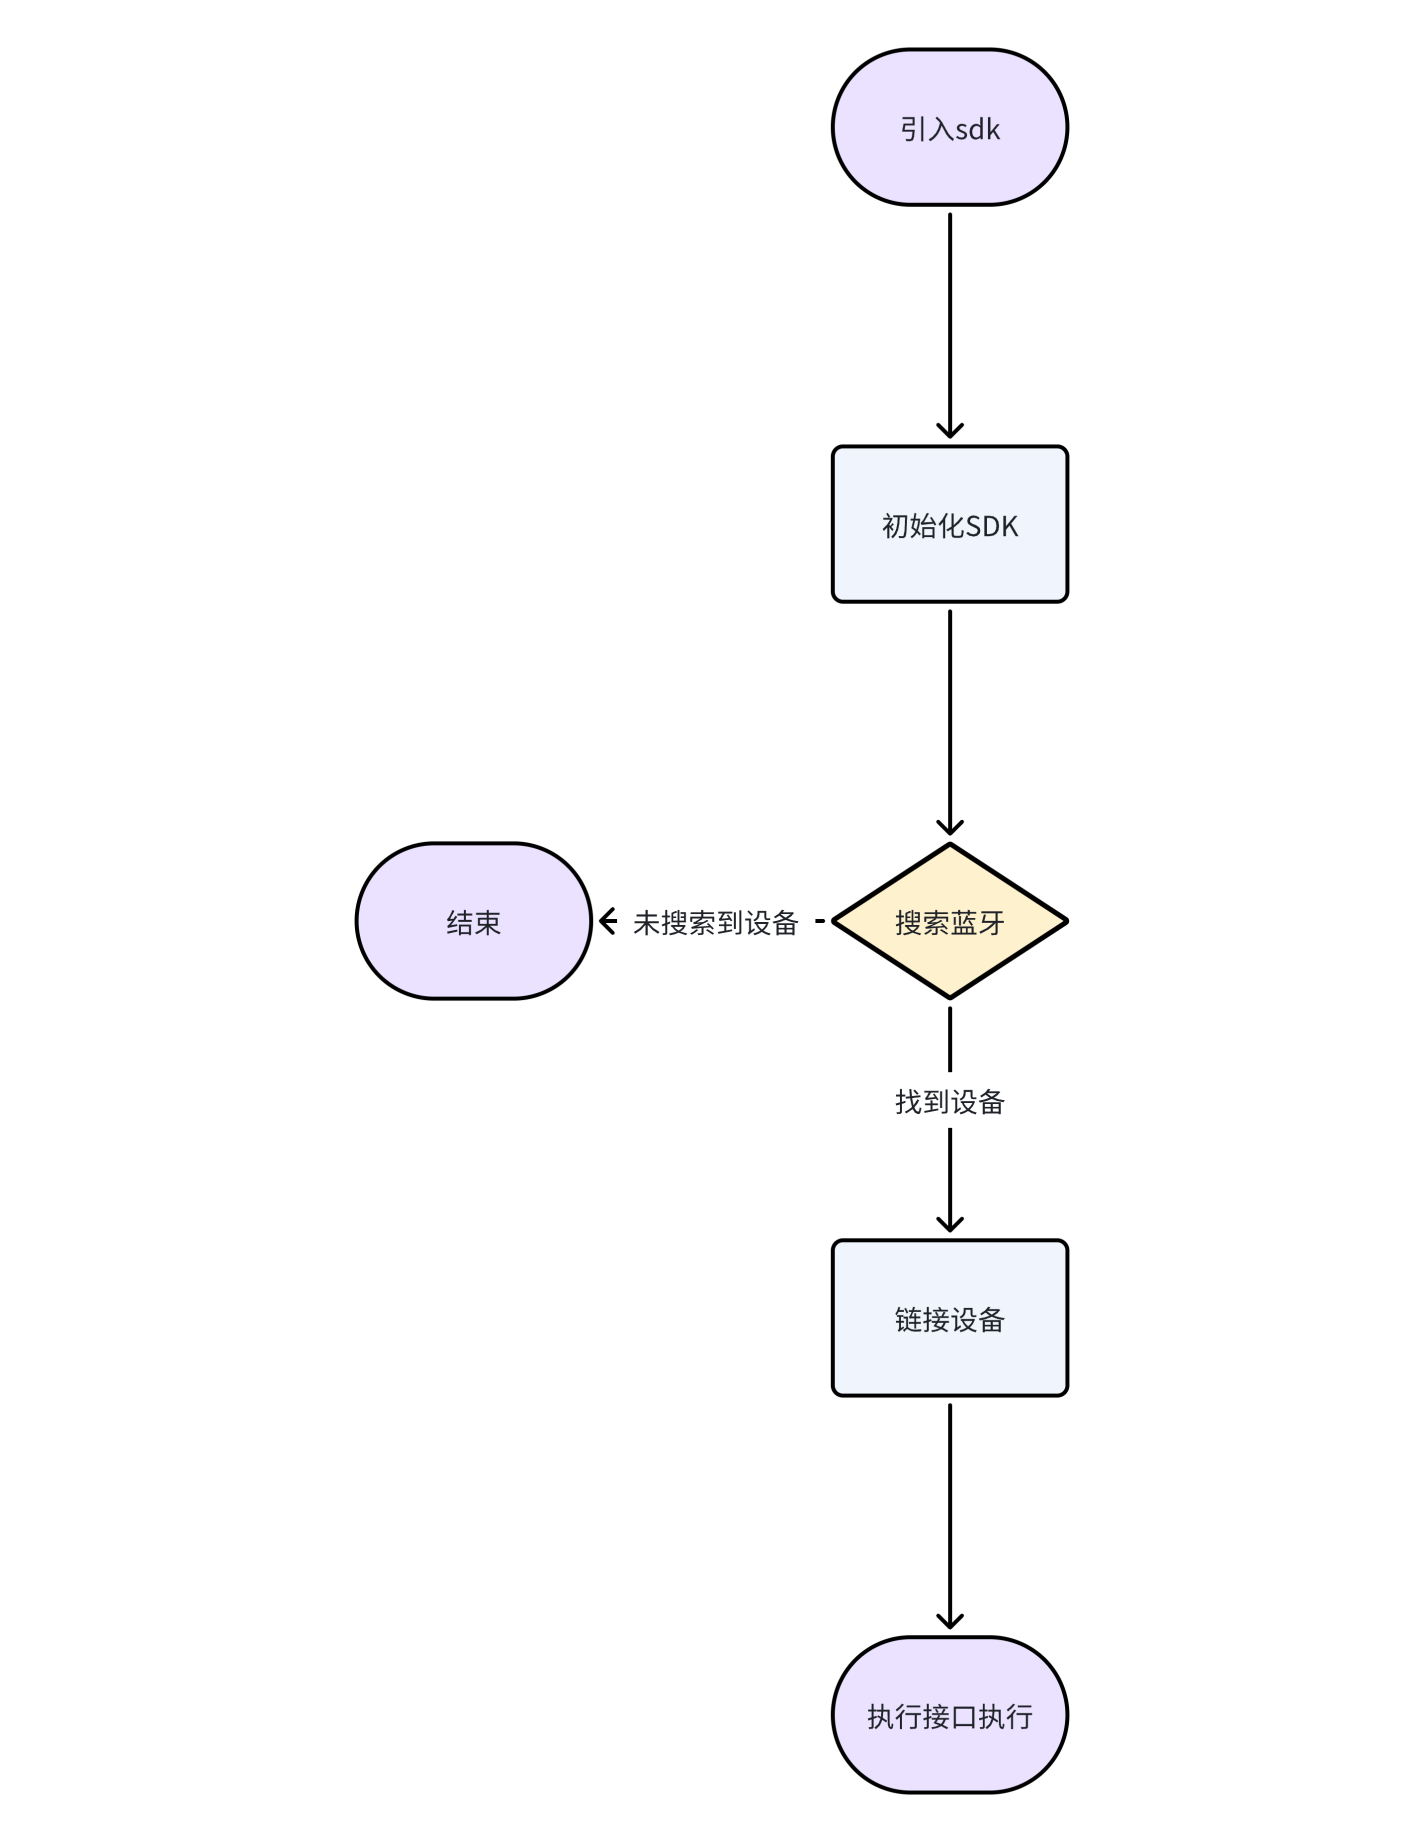 引入sdk
初始化SDK
搜索蓝牙
未搜索到设备
结束
找到设备
链接设备
执行接口执行